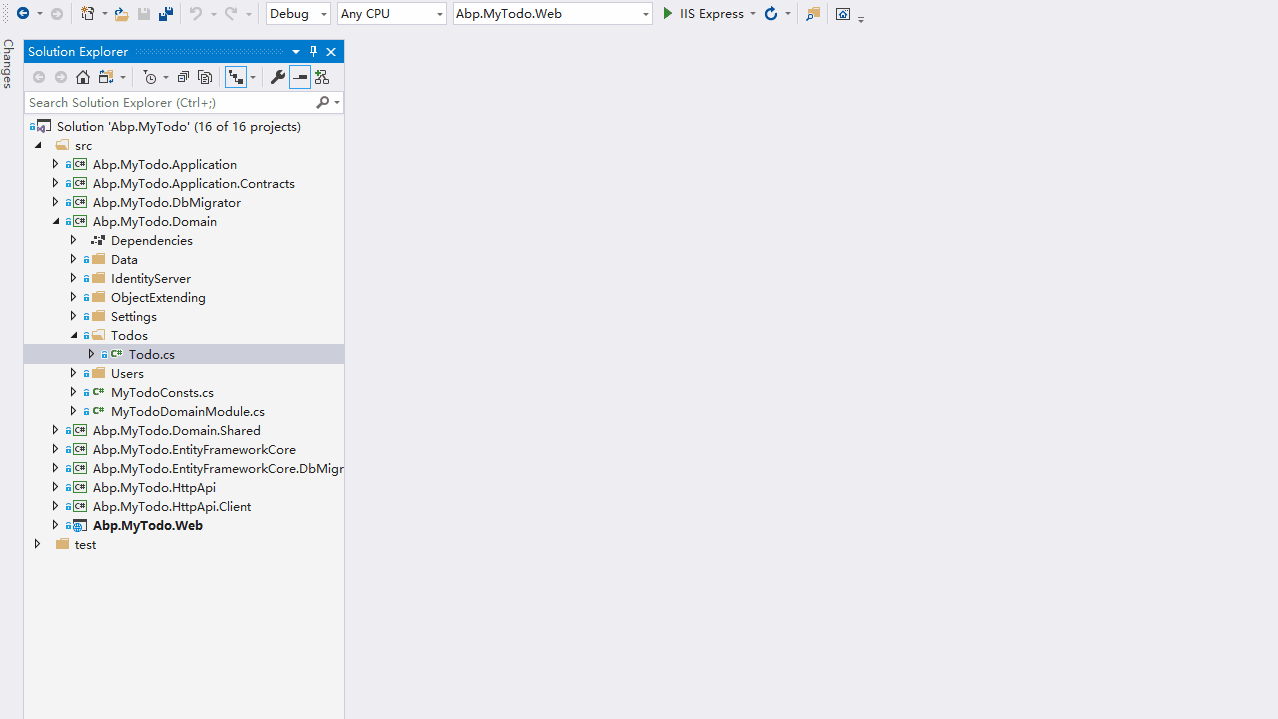 Debug Any CPU Abp.MyTodo.Web IIS Express
Changes
Solution Explorer
Search Solution Explorer (Ctrl+;)
Solution 'Abp.MyTodo' (16 of 16 projects)
src
C# Abp.MyTodo.Application
C# Abp.MyTodo.Application.Contracts
C# Abp.MyTodo.DbMigrator
C# Abp.MyTodo.Domain
Dependencies
Data
IdentityServer
ObjectExtending
Settings
Todos
C# Todo.cs
Users
C# MyTodoConsts.cs
C# MyTodoDomainModule.cs
C# Abp.MyTodo.Domain.Shared
C# Abp.MyTodo.EntityFrameworkCore
C# Abp.MyTodo.EntityFrameworkCore.DbMigr
C# Abp.MyTodo.HttpApi
C# Abp.MyTodo.HttpApi.Client
Abp.MyTodo.Web
test